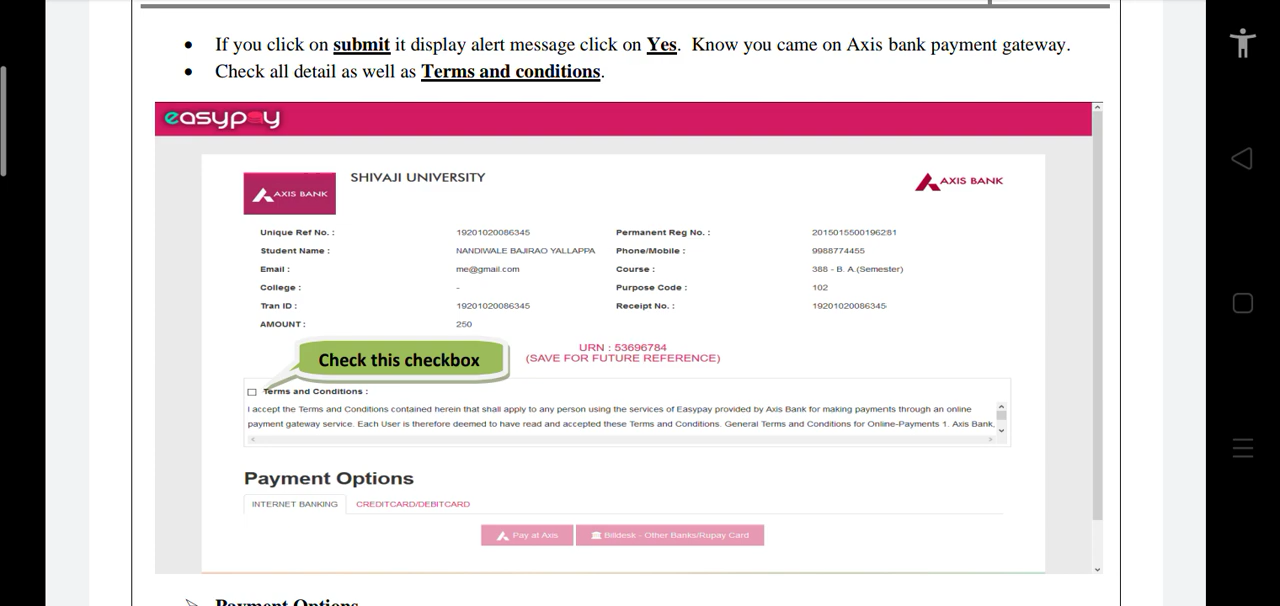 • If you click on submit it display alert message click on Yes. Know you came on Axis bank payment gateway.
• Check all detail as well as Terms and conditions.
easypay
AXIS BANK
SHIVAJI UNIVERSITY
AXIS BANK
Unique Ref No. : 19201020086345 Permanent Reg No. : 2015015500196281
Student Name : NANDIWALE BAJIRAO YALLAPPA Phone/Mobile : 9988774455
Email : me@gmail.com Course : 388 - B. A.(Semester)
College : - Purpose Code : 102
Tran ID : 19201020086345 Receipt No. : 19201020086345
AMOUNT : 250
URN : 53696784
(SAVE FOR FUTURE REFERENCE)
Check this checkbox
Terms and Conditions :
I accept the Terms and Conditions contained herein that shall apply to any person using the services of Easypay provided by Axis Bank for making payments through an online
payment gateway service. Each User is therefore deemed to have read and accepted these Terms and Conditions. General Terms and Conditions for Online-Payments 1. Axis Bank,
Payment Options
INTERNET BANKING CREDITCARD/DEBITCARD
Pay at Axis Billdesk - Other Banks/Rupay Card
Payment Options